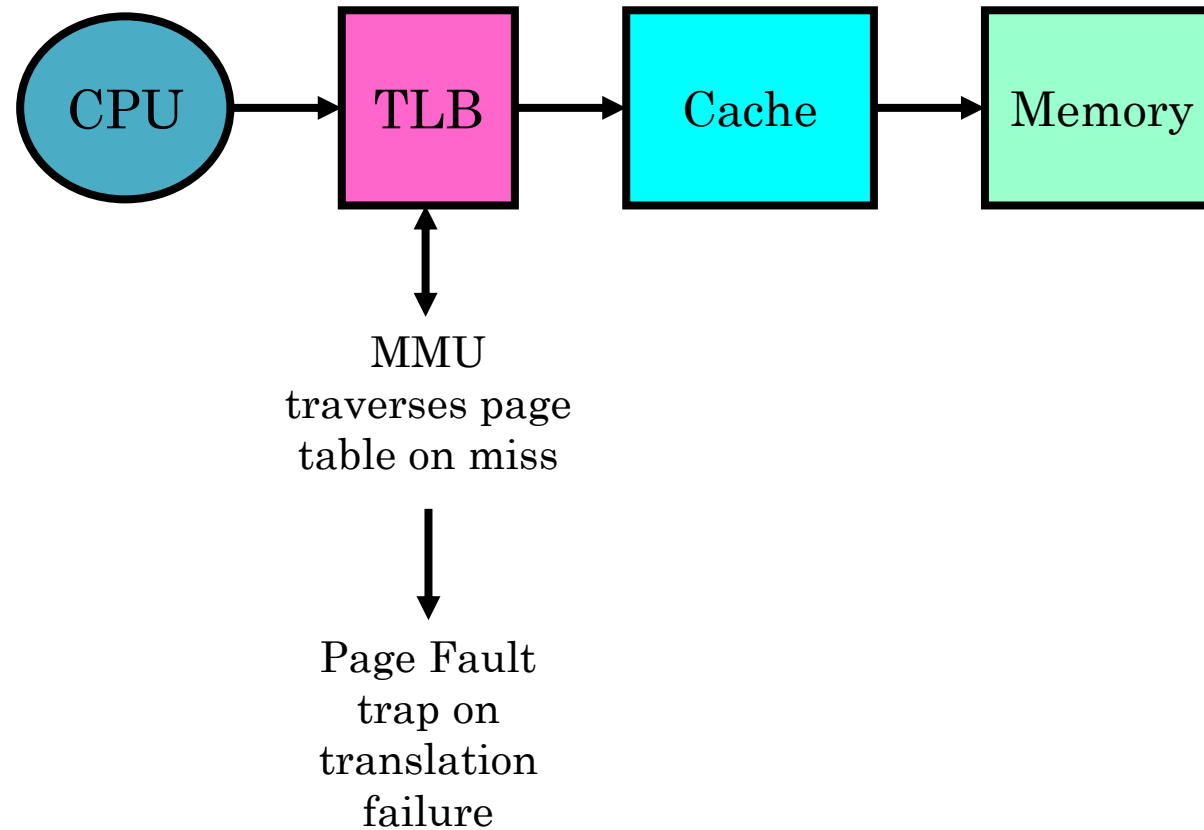 CPU
TLB
Cache
Memory
MMU
traverses page
table on miss
Page Fault
trap on
translation
failure